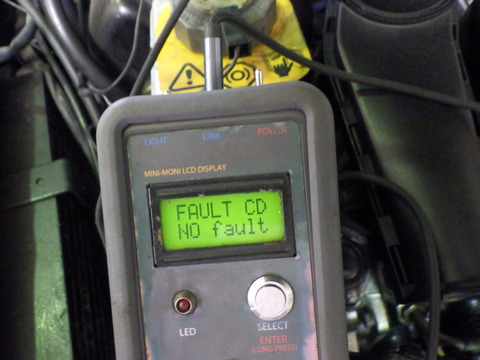 LIGHT LINK POWER
MINI-MONI LCD DISPLAY
FAULT CD
NO fault
LED SELECT
ENTER
(LONG PRESS)